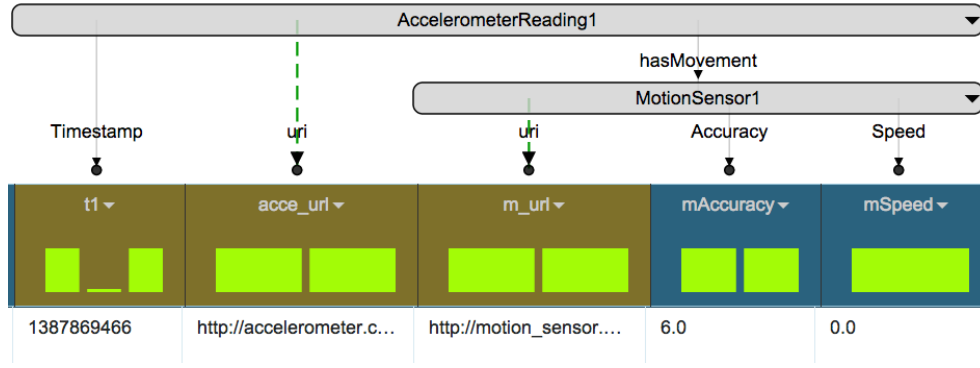 AccelerometerReading1
hasMovement
MotionSensor1
Timestamp uri uri Accuracy Speed
t1 acce_url m_url mAccuracy mSpeed
1387869466 http://accelerometer.c... http://motion_sensor.... 6.0 0.0